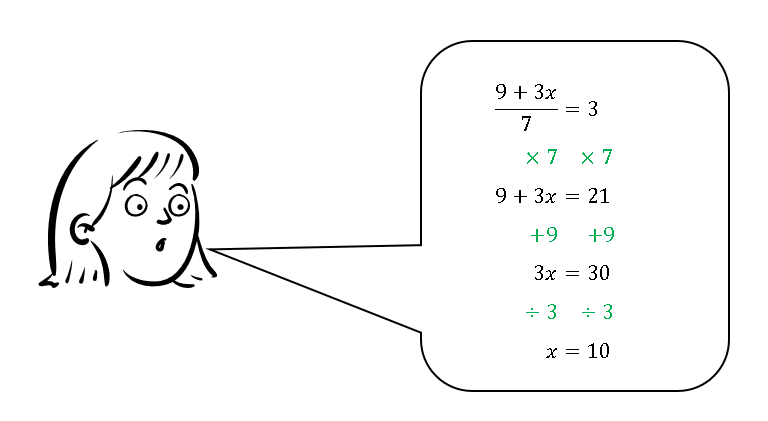 (9 + 3x)/7 = 3
× 7 × 7
9 + 3x = 21
+9 +9
3x = 30
÷ 3 ÷ 3
x = 10